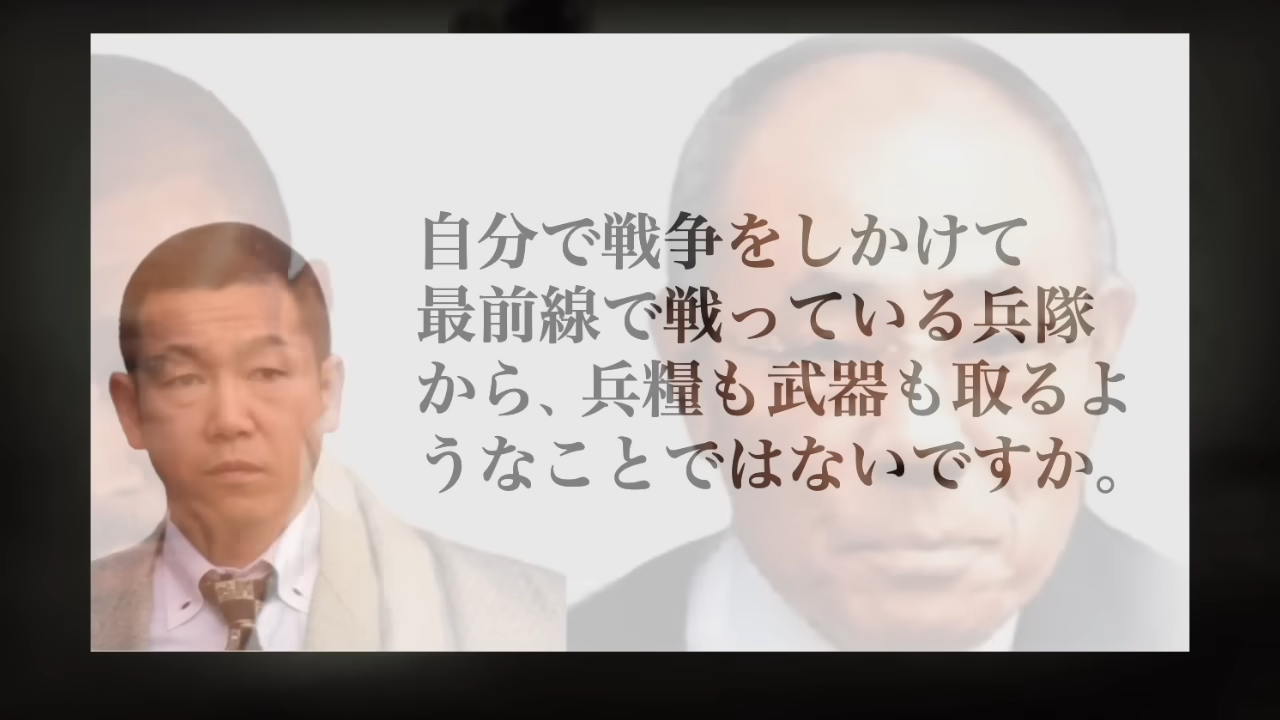 自分で戦争をしかけて
最前線で戦っている兵隊
から、兵糧も武器も取るよ
うなことではないですか。